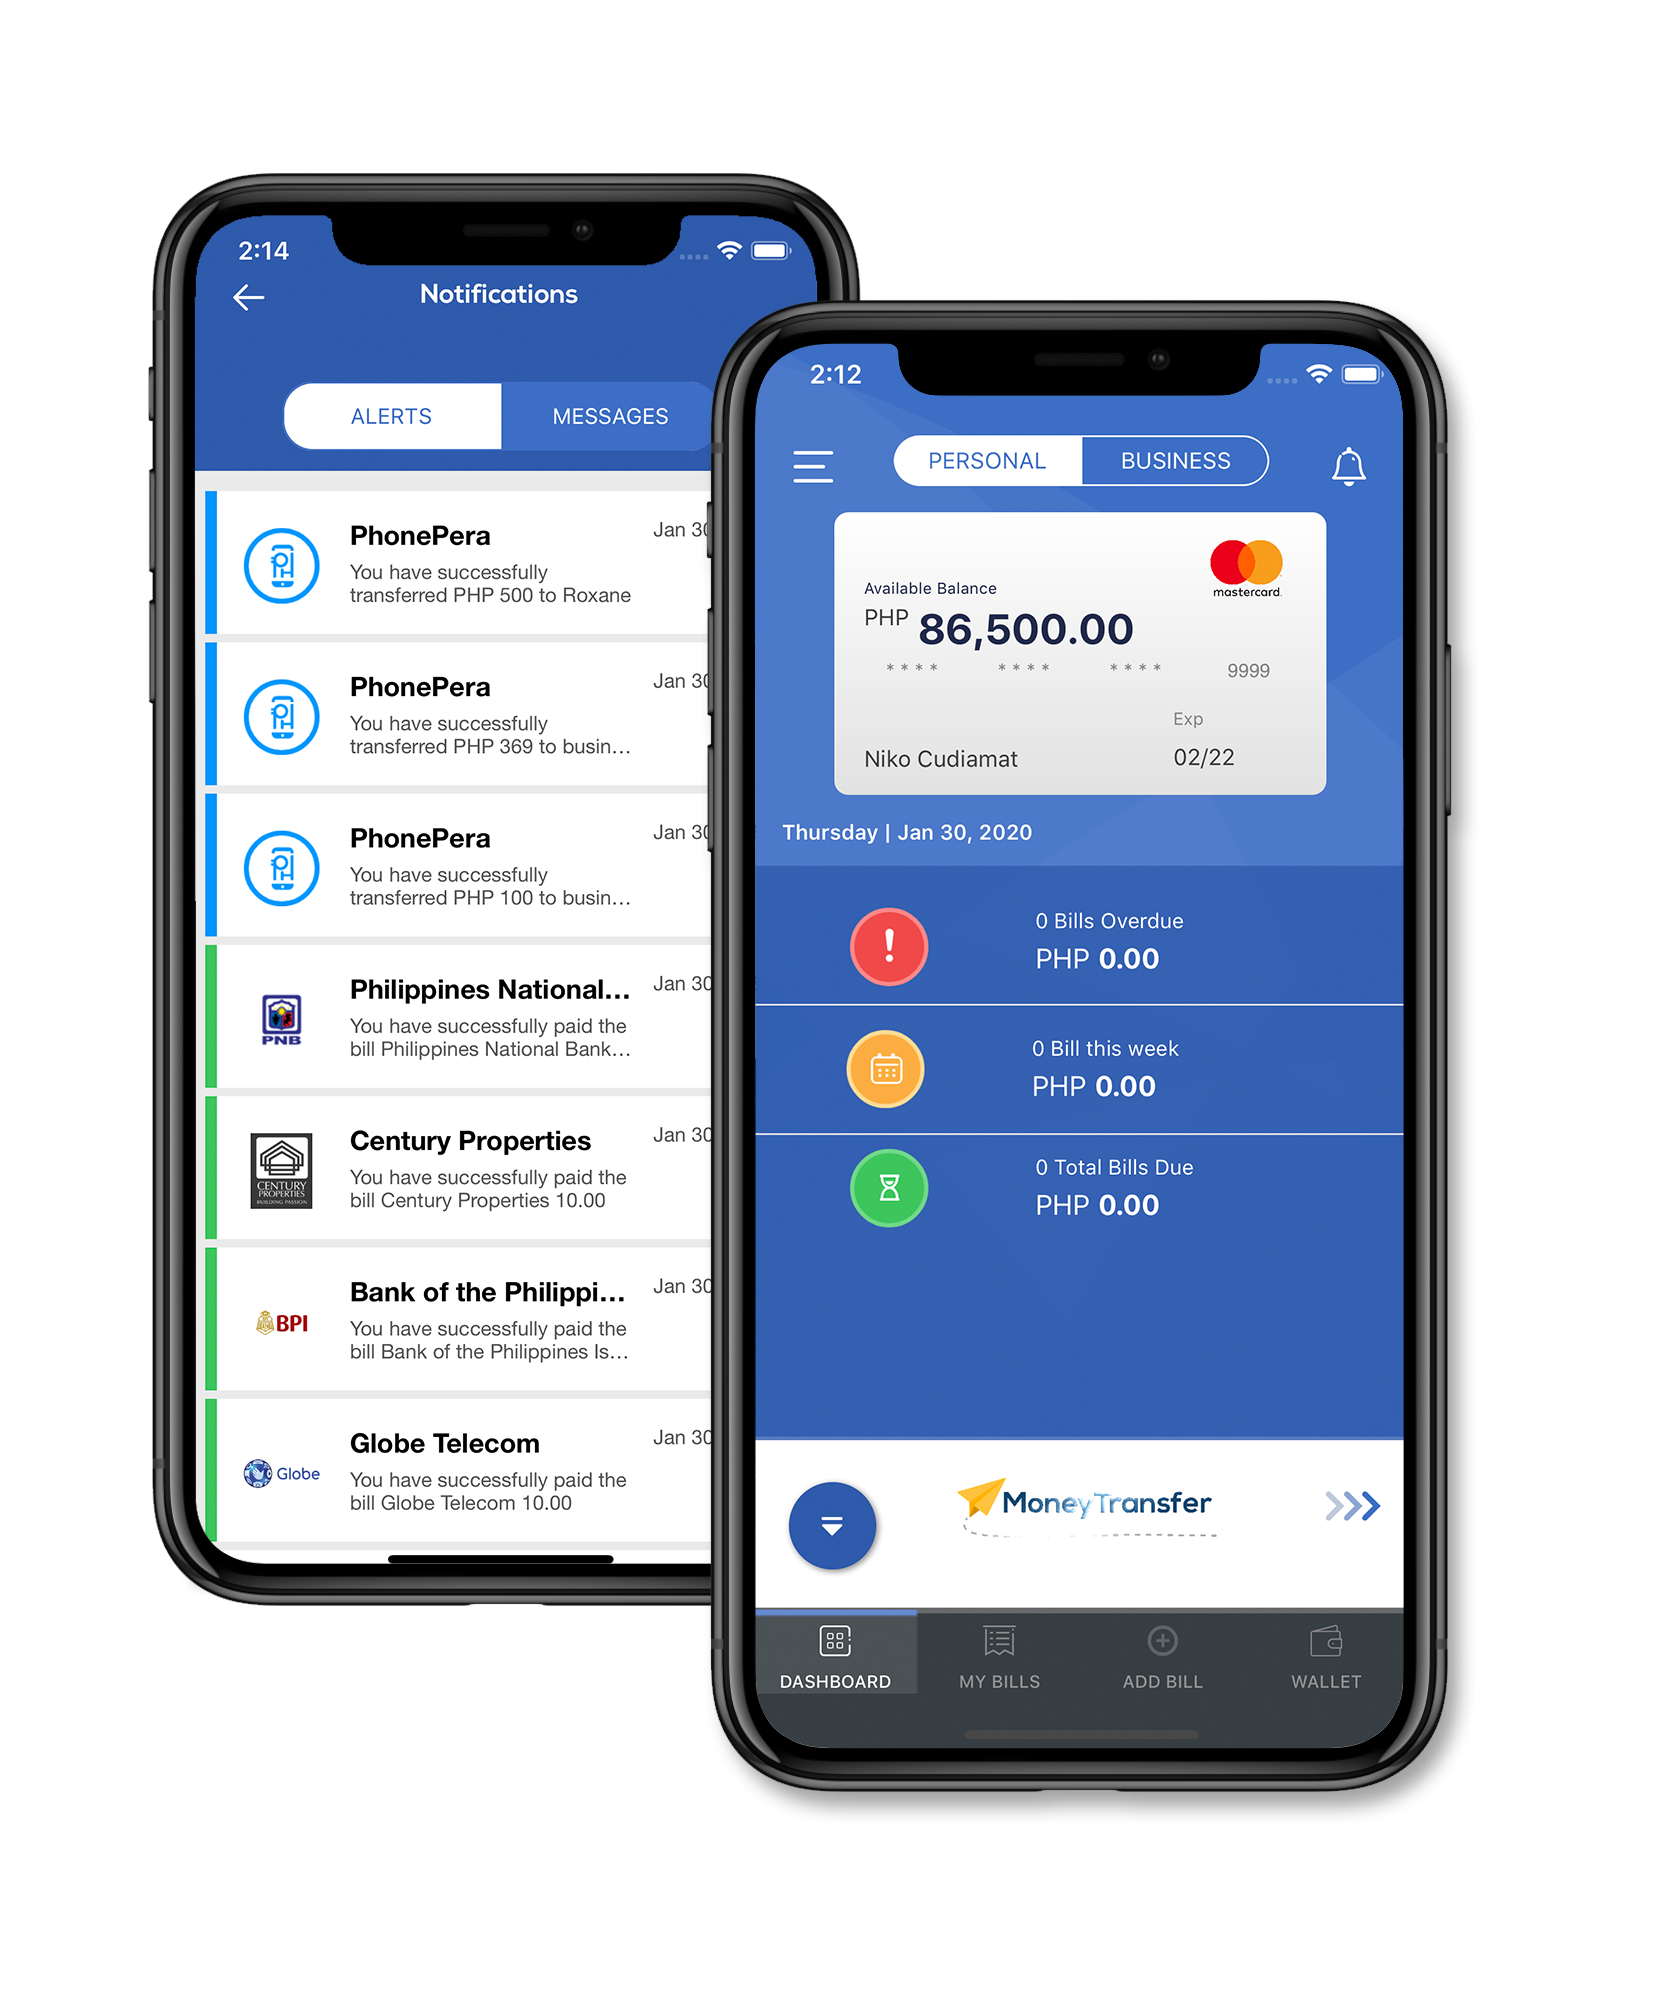 2:14
Notifications
ALERTS
MESSAGES
PhonePera
Jan 30
You have successfully
transferred PHP 500 to Roxane
PhonePera
Jan 30
You have successfully
transferred PHP 369 to busin...
PhonePera
Jan 30
You have successfully
transferred PHP 100 to busin...
PNB
Philippines National...
Jan 30
You have successfully paid the
bill Philippines National Bank...
CENTURY
PROPERTIES
BUILDING PASSION
Century Properties
Jan 30
You have successfully paid the
bill Century Properties 10.00
BPI
Bank of the Philippi...
Jan 30
You have successfully paid the
bill Bank of the Philippines Is...
Globe
Globe Telecom
Jan 30
You have successfully paid the
bill Globe Telecom 10.00
2:12
PERSONAL
BUSINESS
mastercard.
Available Balance
PHP 86,500.00
**** **** **** 9999
Exp
Niko Cudiamat
02/22
Thursday | Jan 30, 2020
0 Bills Overdue
PHP 0.00
0 Bill this week
PHP 0.00
0 Total Bills Due
PHP 0.00
MoneyTransfer
DASHBOARD
MY BILLS
ADD BILL
WALLET